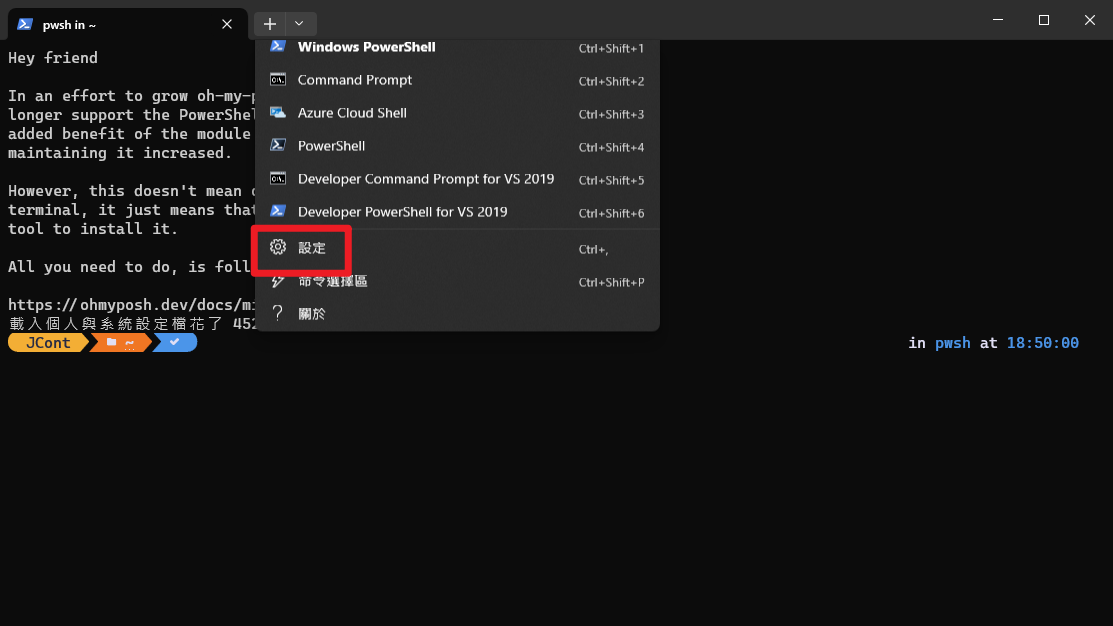 pwsh in ~
Hey friend
In an effort to grow oh-my-p
longer support the PowerShel
added benefit of the module
maintaining it increased.
However, this doesn't mean
terminal, it just means that
tool to install it.
All you need to do, is foll
https://ohmyposh.dev/docs/mi
載入個人與系統設定檔花了 452
JCont ~
in pwsh at 18:50:00
Windows PowerShell Ctrl+Shift+1
Command Prompt Ctrl+Shift+2
Azure Cloud Shell Ctrl+Shift+3
PowerShell Ctrl+Shift+4
Developer Command Prompt for VS 2019 Ctrl+Shift+5
Developer PowerShell for VS 2019 Ctrl+Shift+6
設定 Ctrl+,
命令選擇區 Ctrl+Shift+P
關於